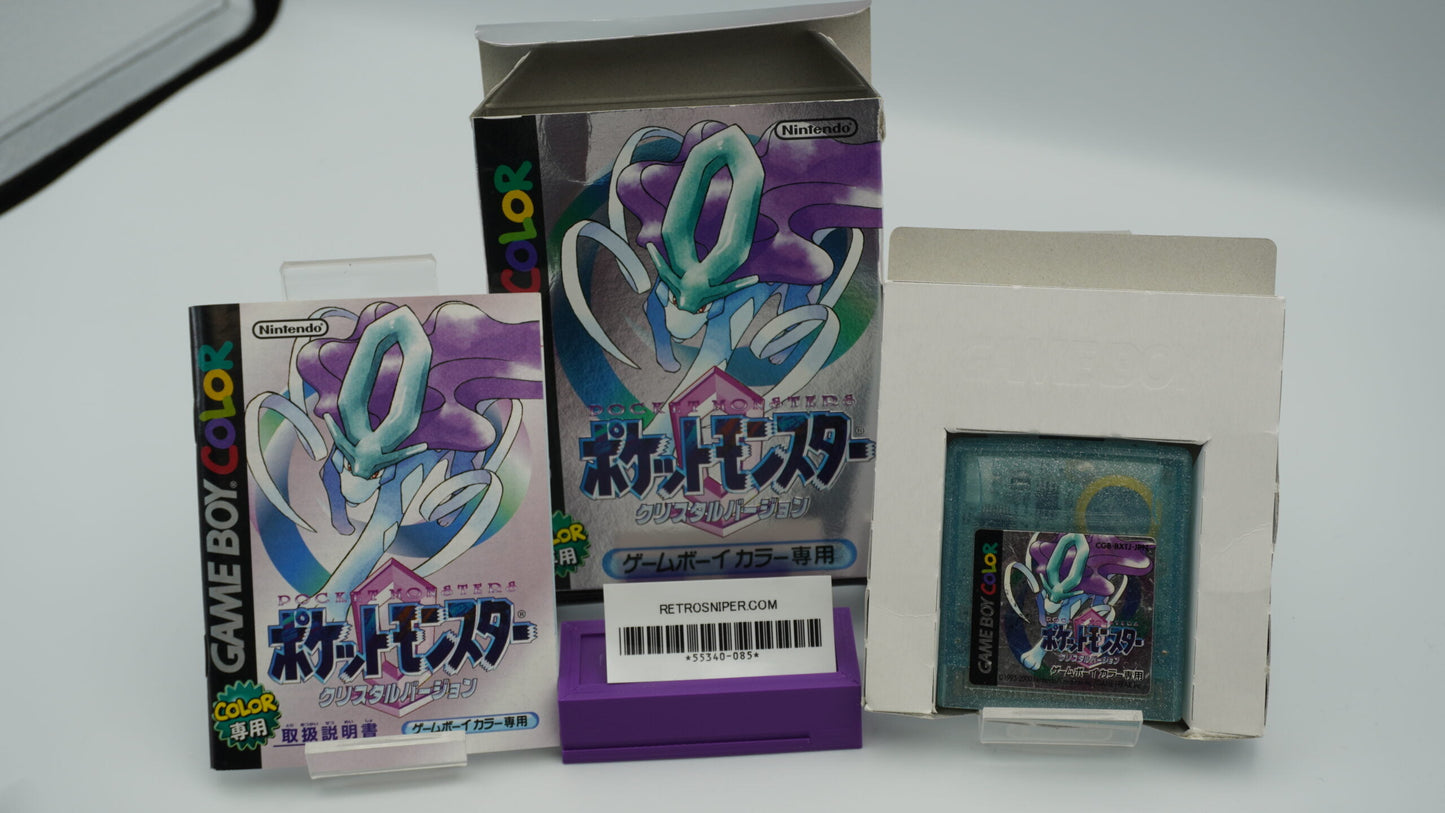 Nintendo
GAME BOY COLOR
POCKET MONSTERS
ポケットモンスター®
クリスタルバージョン
COLOR
専用
取扱説明書
ゲームボーイカラー専用
Nintendo
COLOR
POCKET MONSTERS
ポケットモンスター®
クリスタルバージョン
COLOR
専用
ゲームボーイカラー専用
RETROSNIPER.COM
*55340-085*
GAME BOY
CGB-BXTJ-JPN
GAME BOY COLOR
ポケットモンスター
クリスタルバージョン
ゲームボーイカラー専用